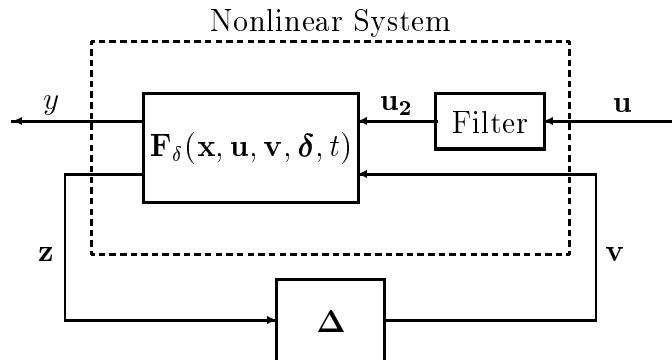 Nonlinear System
y
F_δ(x, u, v, δ, t)
u₂
Filter
u
z
v
Δ